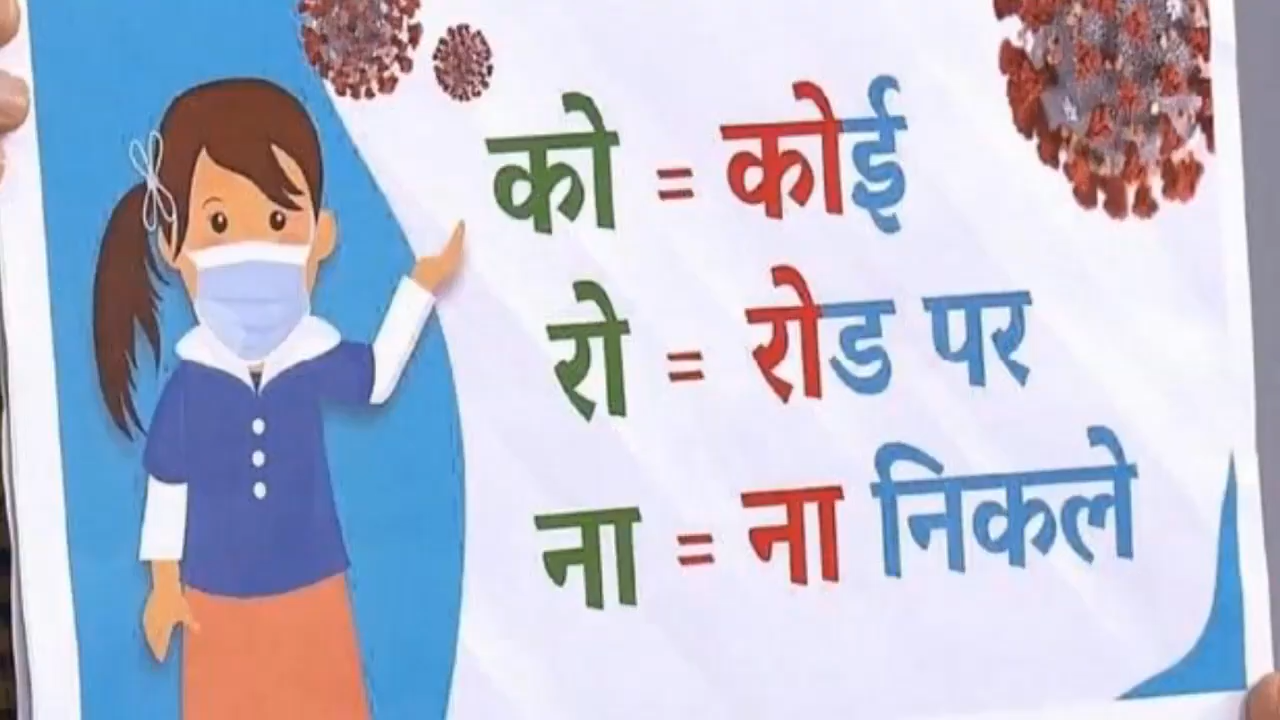 को = कोई
रो = रोड पर
ना = ना निकले